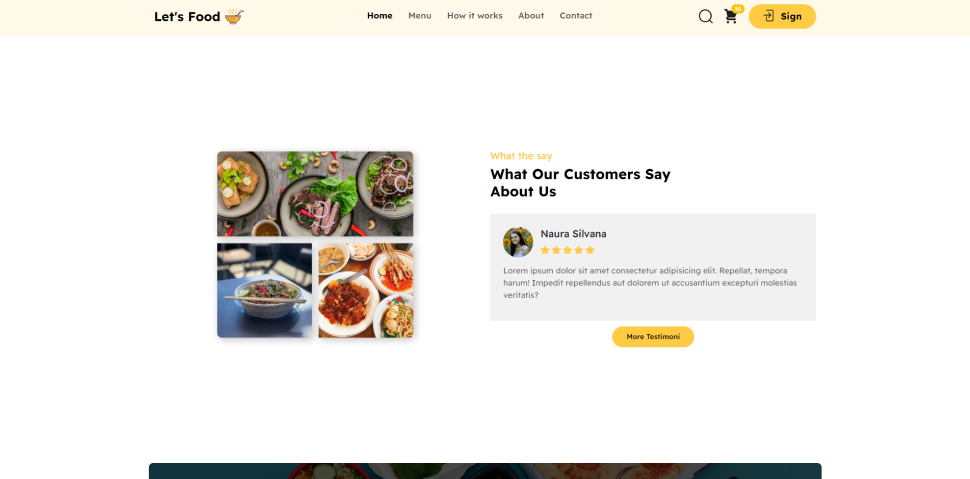 Let's Food
Home Menu How it works About Contact
Sign
What the say
What Our Customers Say
About Us
Naura Silvana
Lorem ipsum dolor sit amet consectetur adipisicing elit. Repellat, tempora
harum! Impedit repellendus aut dolorem ut accusantium excepturi molestias
veritatis?
More Testimoni